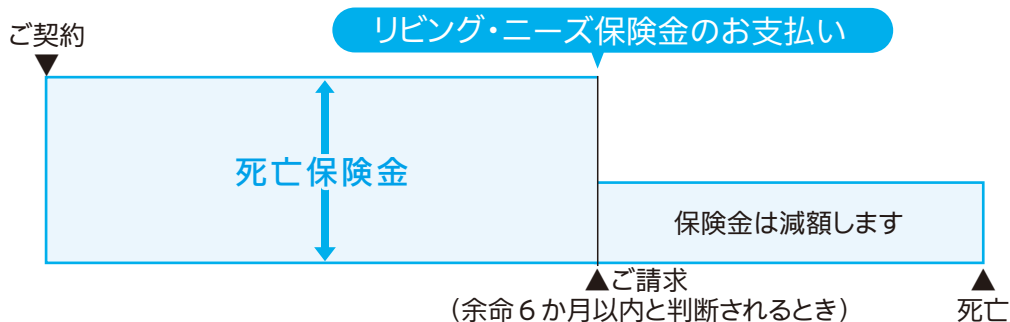 リビング・ニーズ保険金のお支払い
ご契約
▼
死亡保険金
保険金は減額します
▲ご請求
(余命6か月以内と判断されるとき)
▲
死亡